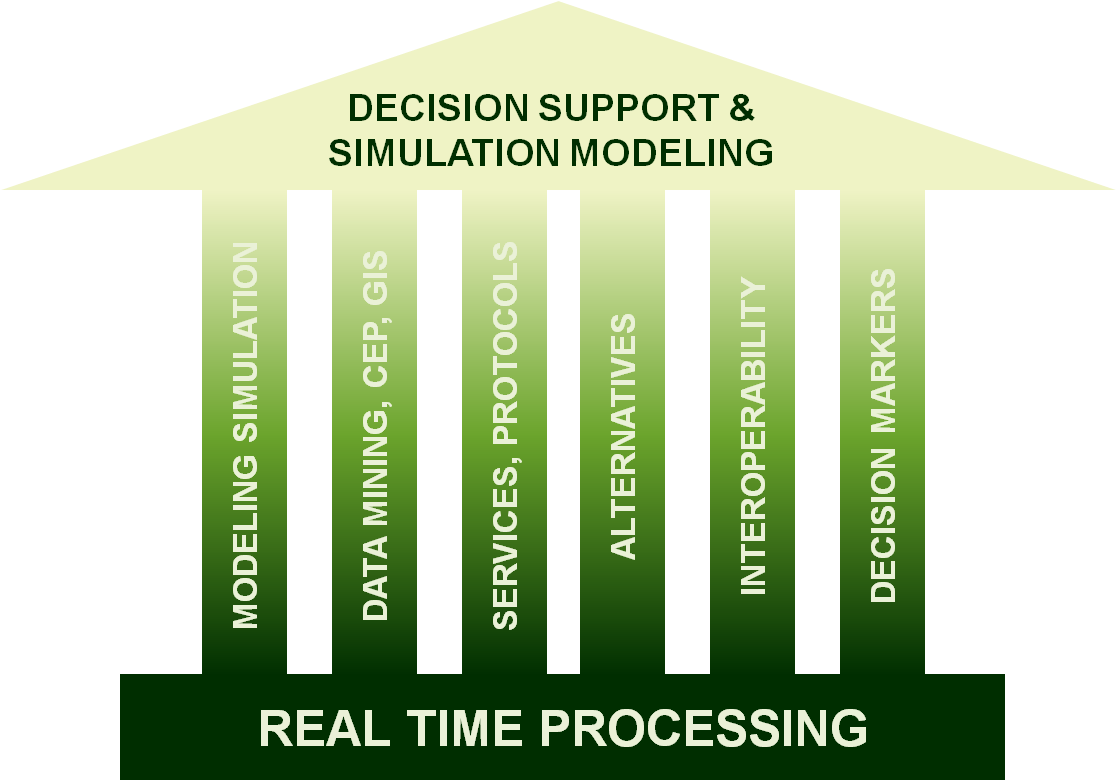 DECISION SUPPORT &
SIMULATION MODELING
MODELING SIMULATION
DATA MINING, CEP, GIS
SERVICES, PROTOCOLS
ALTERNATIVES
INTEROPERABILITY
DECISION MARKERS
REAL TIME PROCESSING